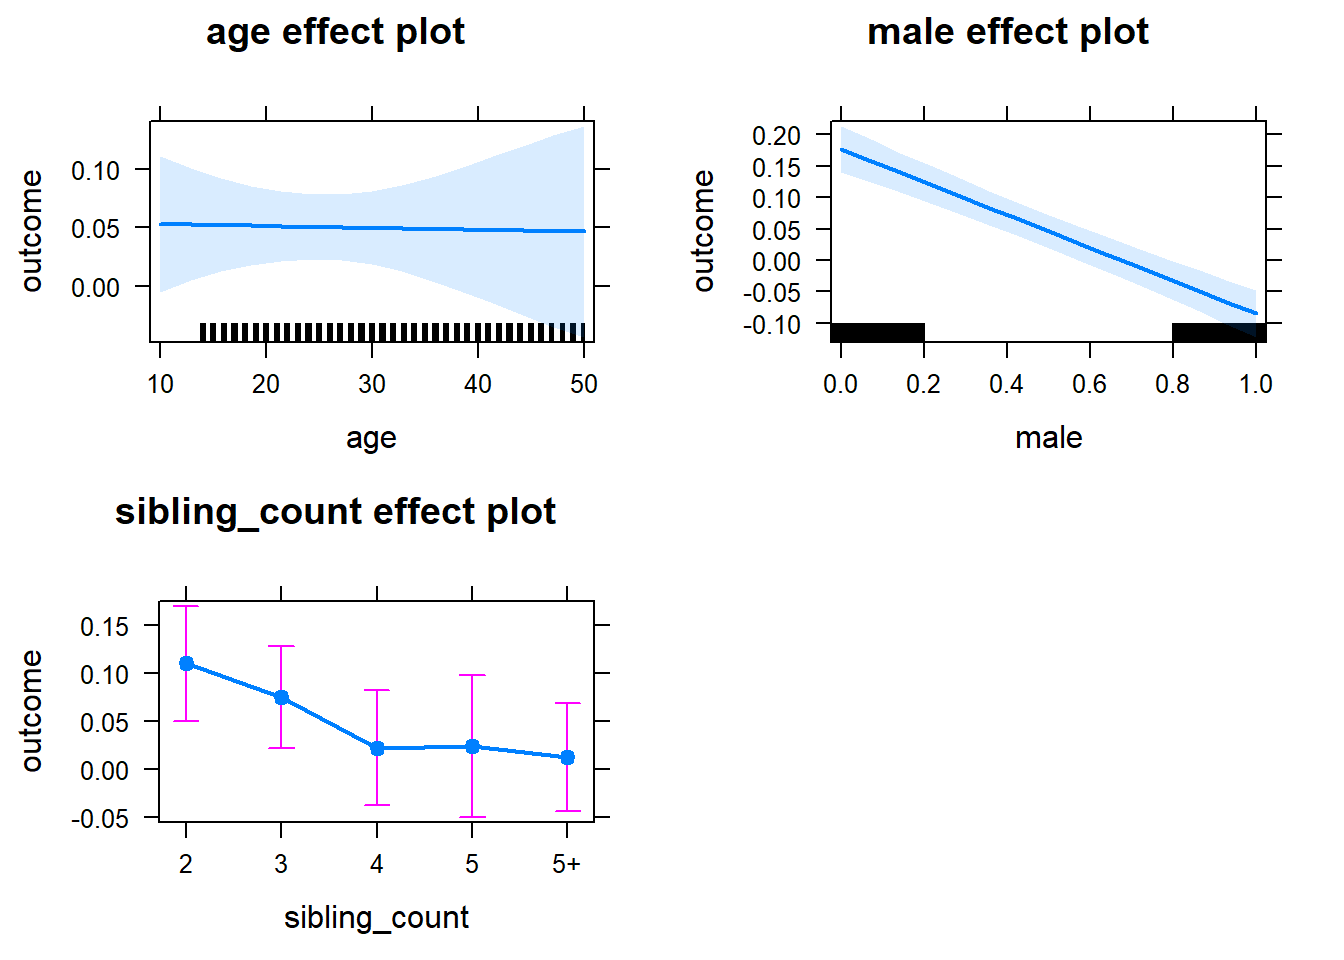 age effect plot
outcome
0.10
0.05
0.00
10 20 30 40 50
age
male effect plot
outcome
0.20
0.15
0.10
0.05
0.00
-0.05
-0.10
0.0 0.2 0.4 0.6 0.8 1.0
male
sibling_count effect plot
outcome
0.15
0.10
0.05
0.00
-0.05
2 3 4 5 5+
sibling_count